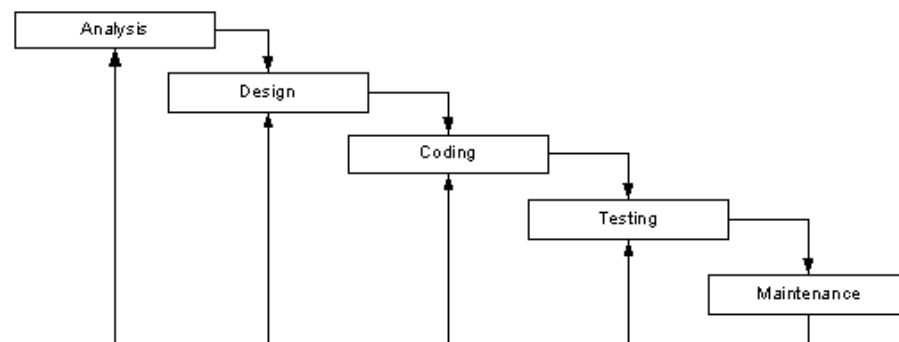 Analysis
Design
Coding
Testing
Maintenance